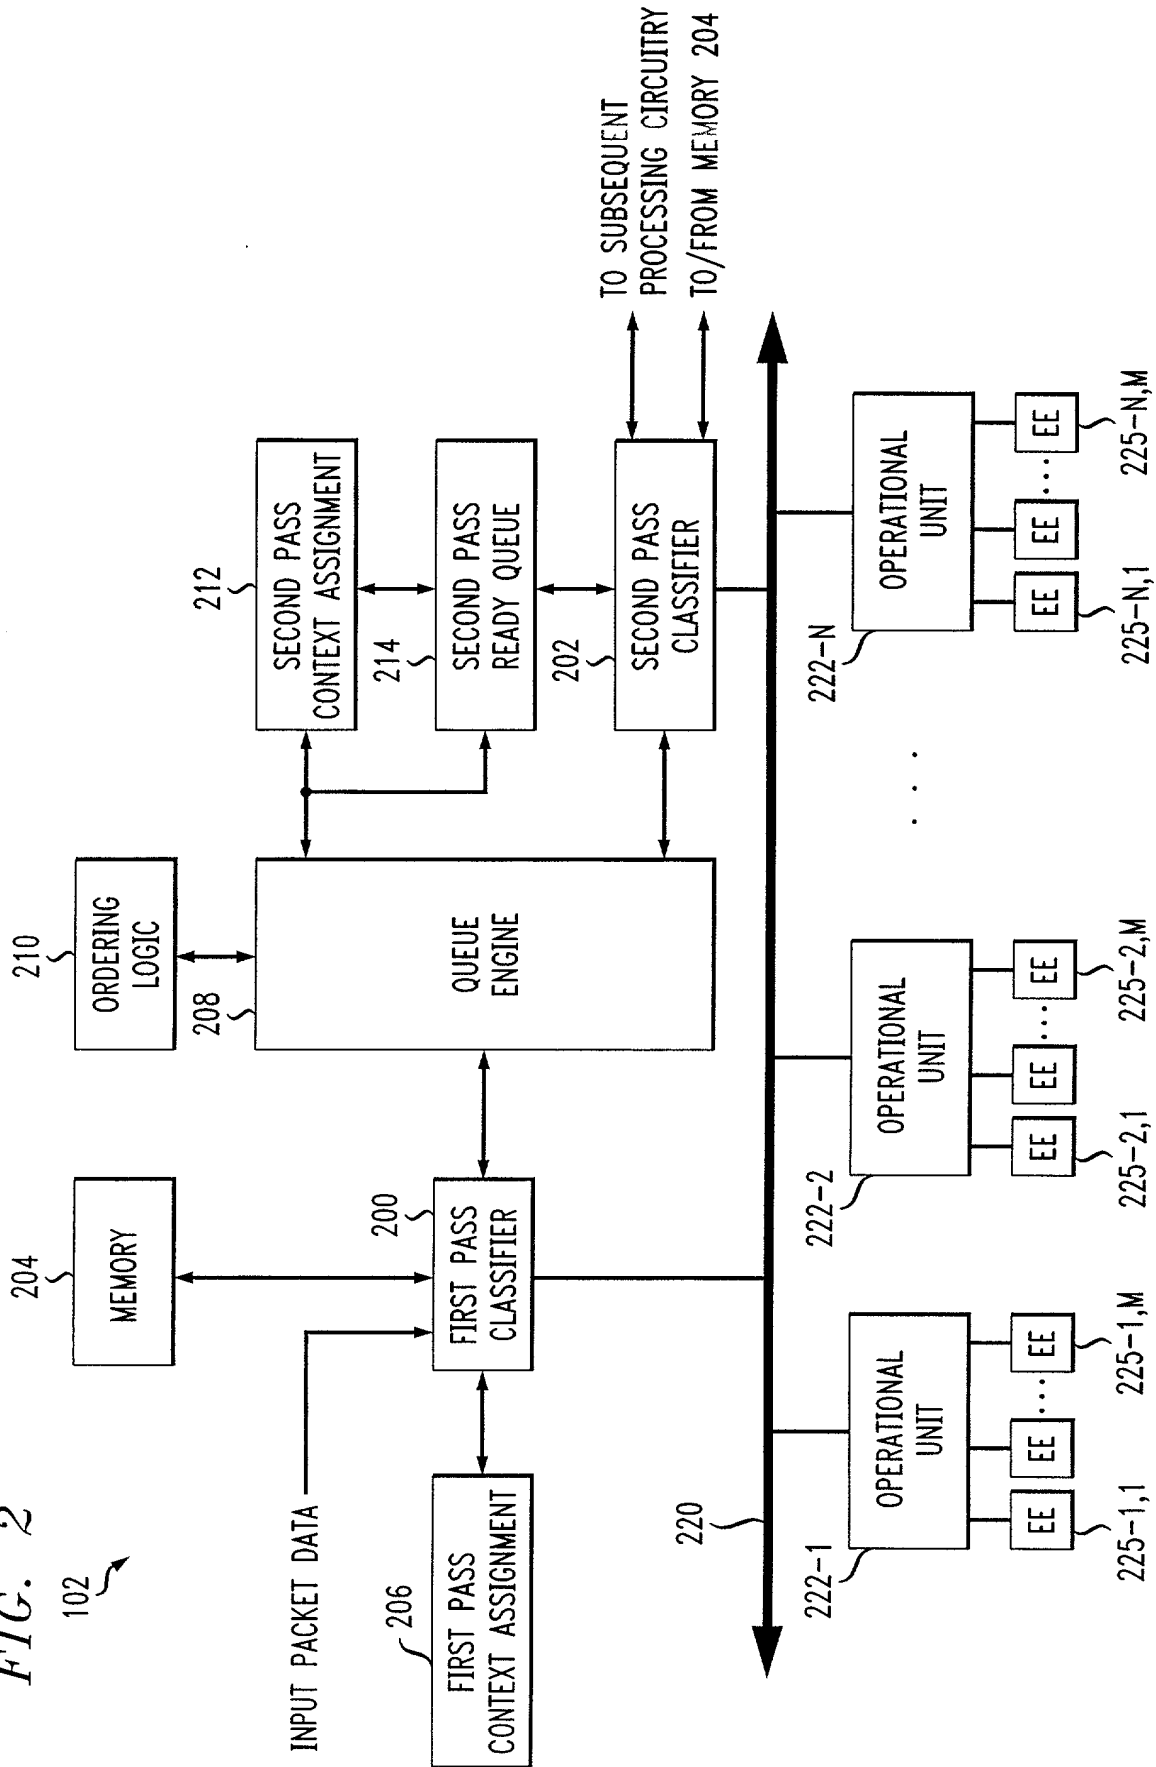 FIG. 2
102
204
MEMORY
210
ORDERING
LOGIC
INPUT PACKET DATA
208
QUEUE
ENGINE
212
SECOND PASS
CONTEXT ASSIGNMENT
214
SECOND PASS
READY QUEUE
206
FIRST PASS
CONTEXT ASSIGNMENT
200
FIRST PASS
CLASSIFIER
202
SECOND PASS
CLASSIFIER
TO SUBSEQUENT
PROCESSING CIRCUITRY
TO/FROM MEMORY 204
220
222-1
OPERATIONAL
UNIT
222-2
OPERATIONAL
UNIT
. . .
222-N
OPERATIONAL
UNIT
EE EE ... EE
EE EE ... EE
EE EE ... EE
225-1,1
225-1,M
225-2,1
225-2,M
225-N,1
225-N,M